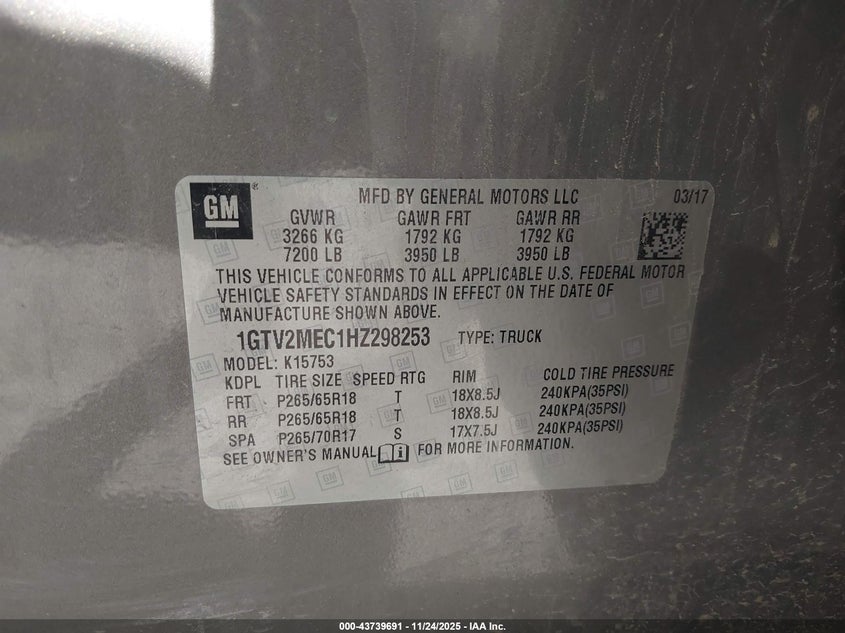 GM ® MFD BY GENERAL MOTORS LLC 03/17
GVWR GAWR FRT GAWR RR
3266 KG 1792 KG 1792 KG
7200 LB 3950 LB 3950 LB
THIS VEHICLE CONFORMS TO ALL APPLICABLE U.S. FEDERAL MOTOR
VEHICLE SAFETY STANDARDS IN EFFECT ON THE DATE OF
MANUFACTURE SHOWN ABOVE.
1GTV2MEC1HZ298253 TYPE: TRUCK
MODEL: K15753
KDPL TIRE SIZE SPEED RTG RIM COLD TIRE PRESSURE
FRT P265/65R18 T 18X8.5J 240KPA(35PSI)
RR P265/65R18 T 18X8.5J 240KPA(35PSI)
SPA P265/70R17 S 17X7.5J 240KPA(35PSI)
SEE OWNER'S MANUAL FOR MORE INFORMATION.
000-43739691 - 11/24/2025 - IAA Inc.